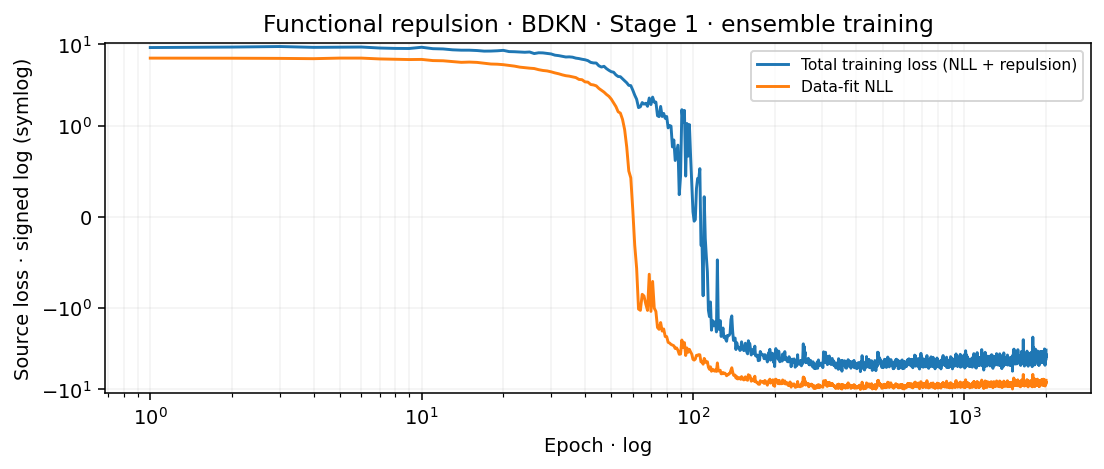 Functional repulsion · BDKN · Stage 1 · ensemble training
Source loss · signed log (symlog)
10¹
10⁰
0
−10⁰
−10¹
Total training loss (NLL + repulsion)
Data-fit NLL
10⁰ 10¹ 10² 10³
Epoch · log